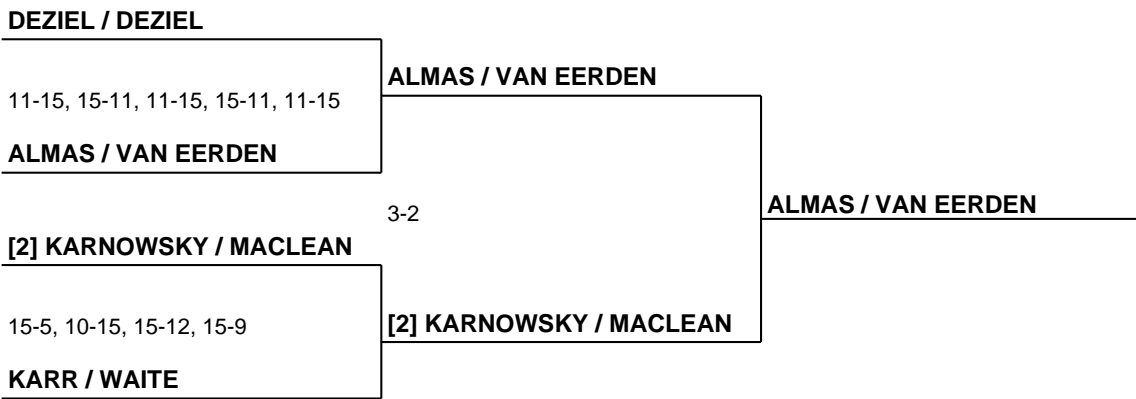 DEZIEL / DEZIEL
ALMAS / VAN EERDEN
11-15, 15-11, 11-15, 15-11, 11-15
ALMAS / VAN EERDEN
3-2
ALMAS / VAN EERDEN
[2] KARNOWSKY / MACLEAN
15-5, 10-15, 15-12, 15-9
[2] KARNOWSKY / MACLEAN
KARR / WAITE